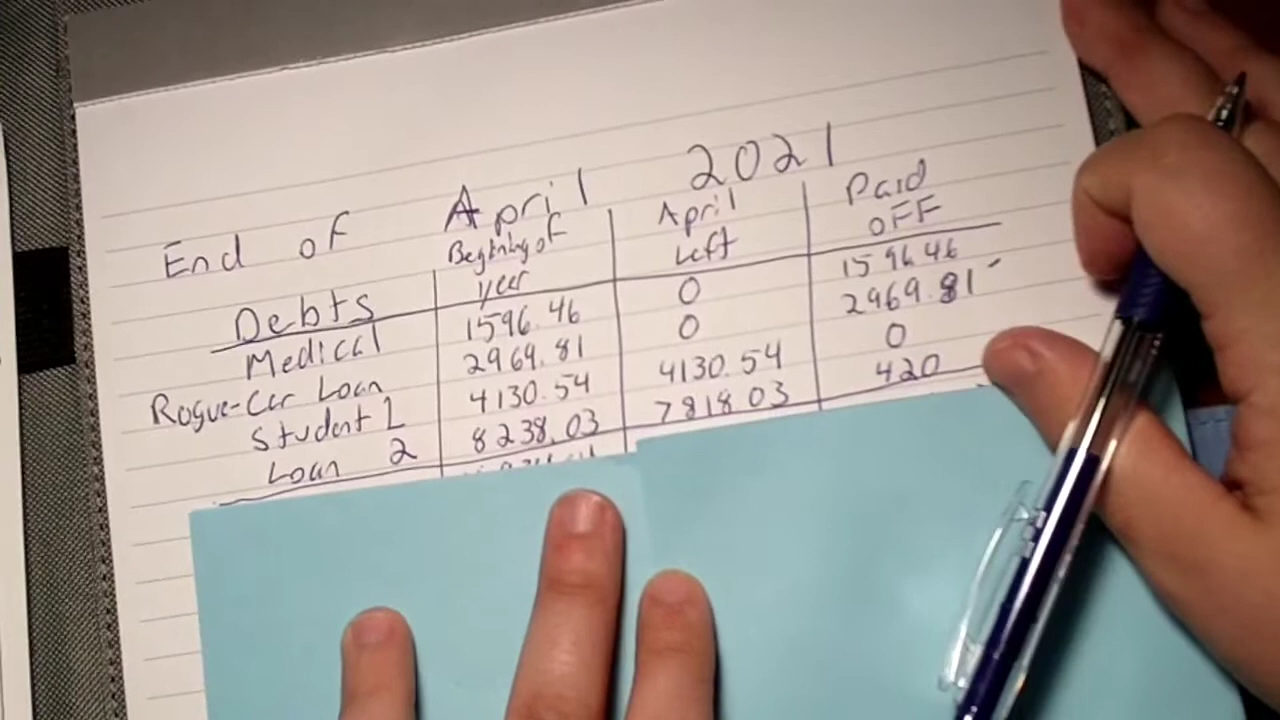 End of April 2021
Debts Beginning of year April Left Paid OFF
Medical 1596.46 0 1596.46
Rogue-Car Loan 2969.81 0 2969.81
Student 1 4130.54 4130.54 0
Loan 2 8238.03 7818.03 420